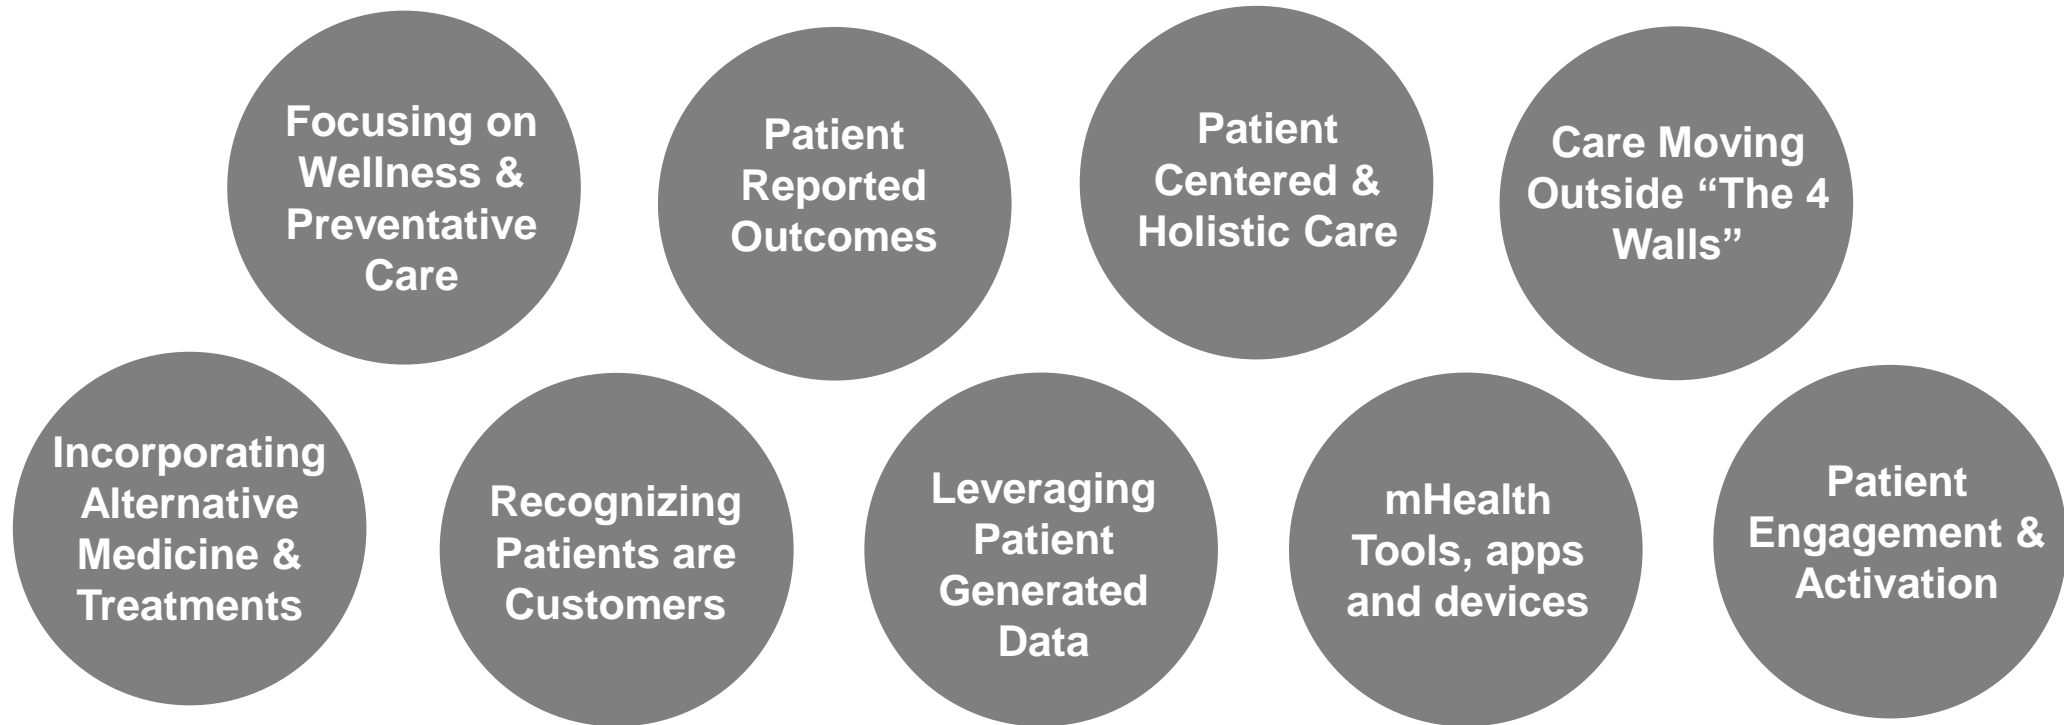 Focusing on
Wellness &
Preventative
Care
Patient
Reported
Outcomes
Patient
Centered &
Holistic Care
Care Moving
Outside “The 4
Walls”
Incorporating
Alternative
Medicine &
Treatments
Recognizing
Patients are
Customers
Leveraging
Patient
Generated
Data
mHealth
Tools, apps
and devices
Patient
Engagement &
Activation